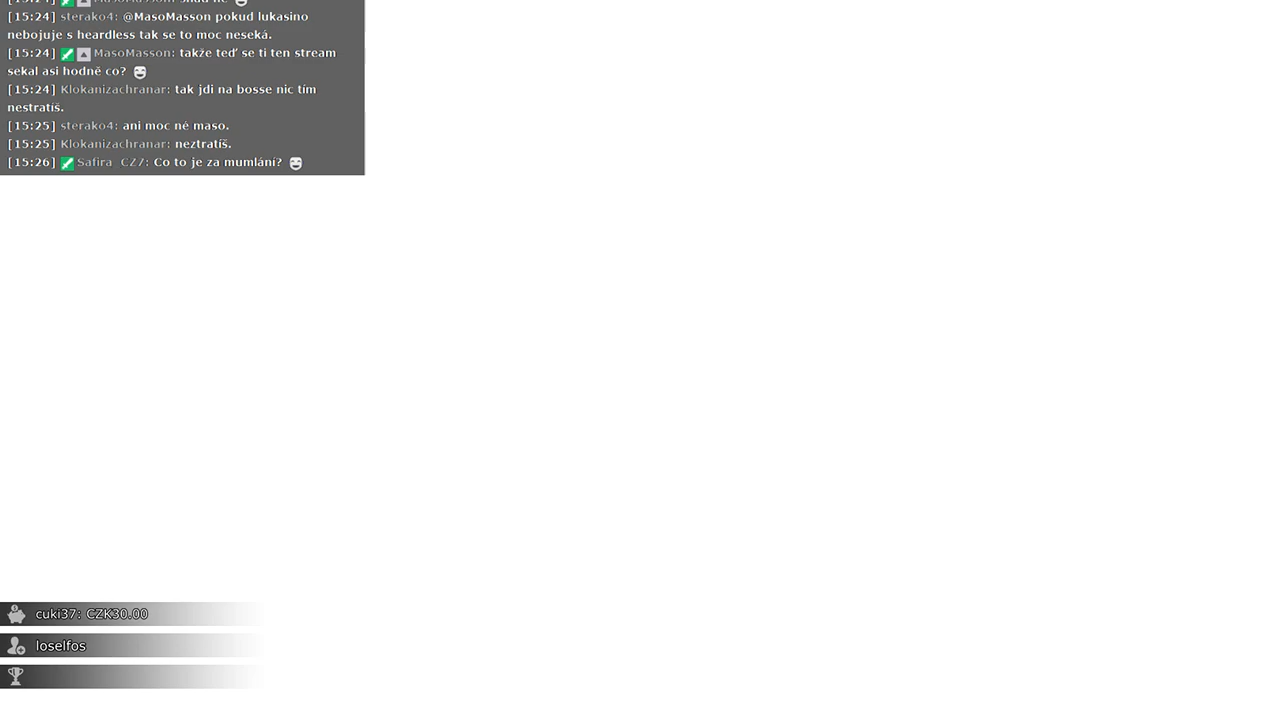 [15:24] sterako4: @MasoMasson pokud lukasino
nebojuje s heardless tak se to moc neseká.
[15:24] MasoMasson: takže teď se ti ten stream
sekal asi hodně co?
[15:24] Klokanizachranar: tak jdi na bosse nic tím
nestratíš.
[15:25] sterako4: ani moc né maso.
[15:25] Klokanizachranar: neztratíš.
[15:26] Safira_CZ7: Co to je za mumlání?
cuki37: CZK30.00
loselfos